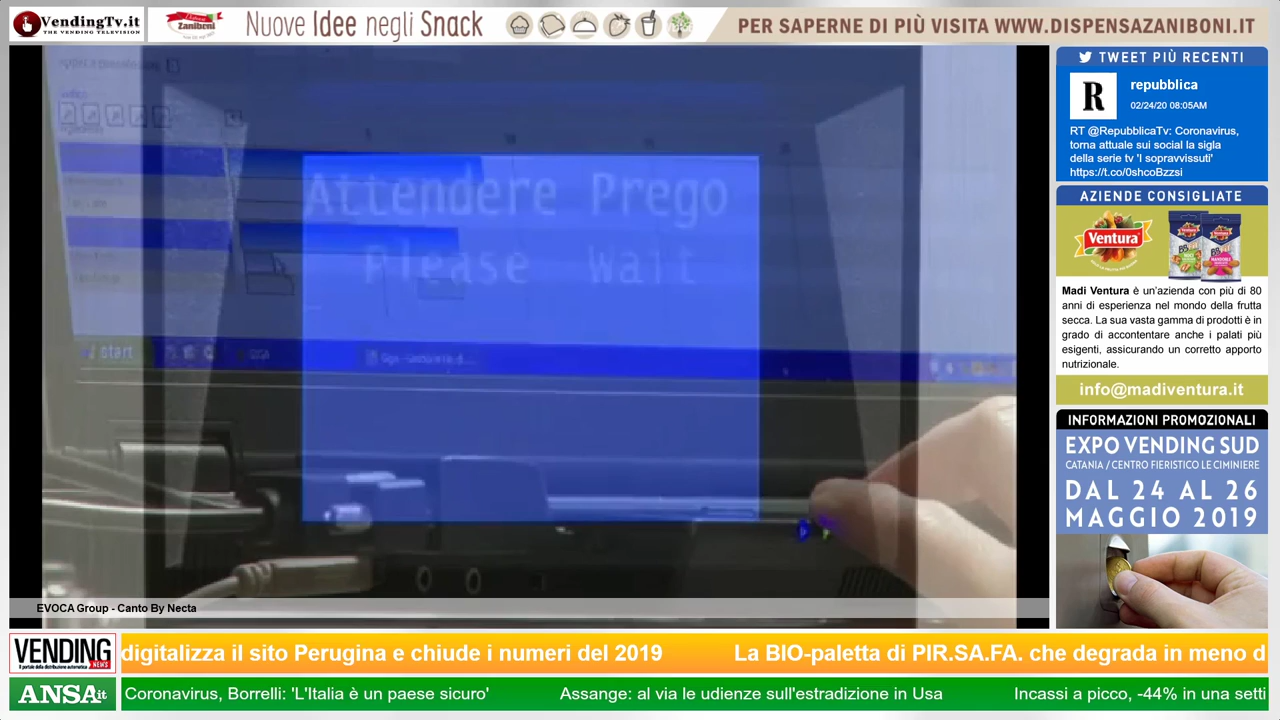 VendingTv.it
THE VENDING TELEVISION
Zaniboni
Nuove Idee negli Snack
PER SAPERNE DI PIÙ VISITA WWW.DISPENSAZANIBONI.IT
Attendere Prego
Please Wait
start
EVOCA Group - Canto By Necta
TWEET PIÙ RECENTI
R
repubblica
02/24/20 08:05AM
RT @RepubblicaTv: Coronavirus,
torna attuale sui social la sigla
della serie tv 'I sopravvissuti'
https://t.co/0shcoBzzsi
AZIENDE CONSIGLIATE
Ventura
Madi Ventura è un'azienda con più di 80
anni di esperienza nel mondo della frutta
secca. La sua vasta gamma di prodotti è in
grado di accontentare anche i palati più
esigenti, assicurando un corretto apporto
nutrizionale.
info@madiventura.it
INFORMAZIONI PROMOZIONALI
EXPO VENDING SUD
CATANIA / CENTRO FIERISTICO LE CIMINIERE
DAL 24 AL 26
MAGGIO 2019
VENDING
NEWS
Il portale della distribuzione automatica
digitalizza il sito Perugina e chiude i numeri del 2019 La BIO-paletta di PIR.SA.FA. che degrada in meno d
ANSA.it
Coronavirus, Borrelli: 'L'Italia è un paese sicuro' Assange: al via le udienze sull'estradizione in Usa Incassi a picco, -44% in una setti